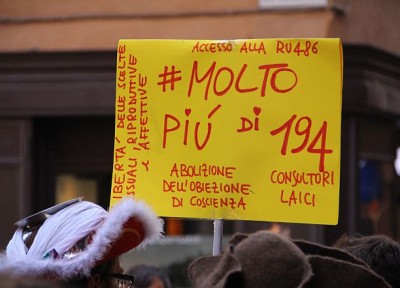 ACCESSO ALLA RU486
LIBERTÀ DELLE SCELTE
SESSUALI, RIPRODUTTIVE
E AFFETTIVE
#MOLTO
PIÚ DI 194
ABOLIZIONE
DELL'OBIEZIONE
DI COSCIENZA
CONSULTORI
LAICI